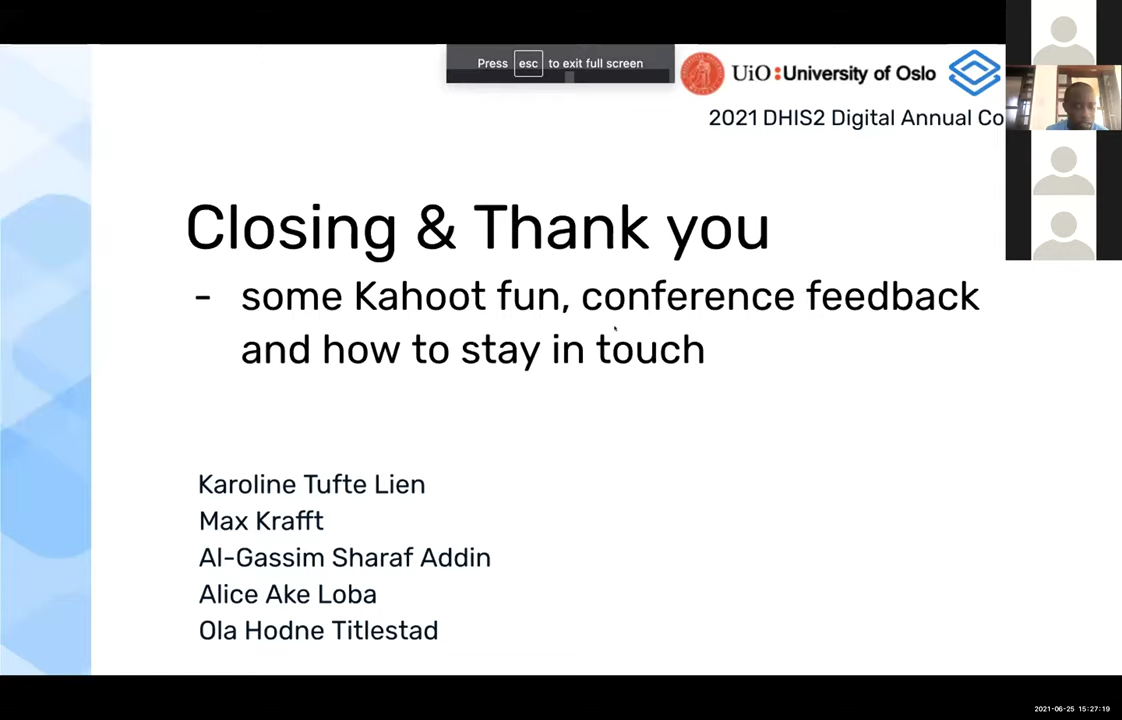 Press esc to exit full screen
UiO:University of Oslo
2021 DHIS2 Digital Annual Co
Closing & Thank you
- some Kahoot fun, conference feedback
and how to stay in touch
Karoline Tufte Lien
Max Krafft
Al-Gassim Sharaf Addin
Alice Ake Loba
Ola Hodne Titlestad
2021-06-25 15:27:19